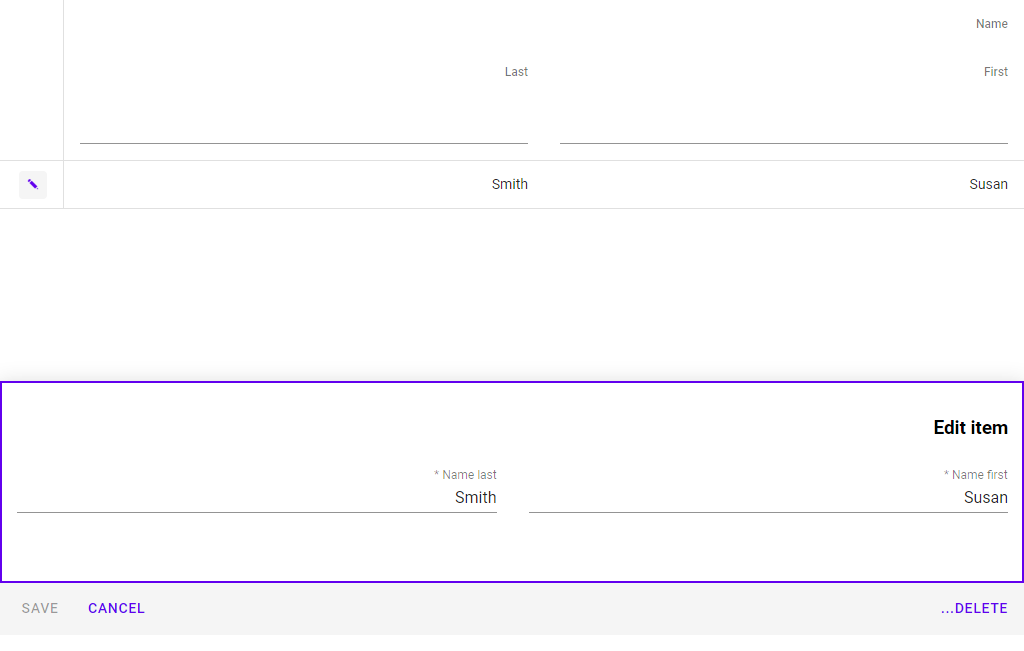 Name
First
Last
Susan
Smith
Edit item
Name first *
Susan
Name last *
Smith
DELETE...
CANCEL
SAVE